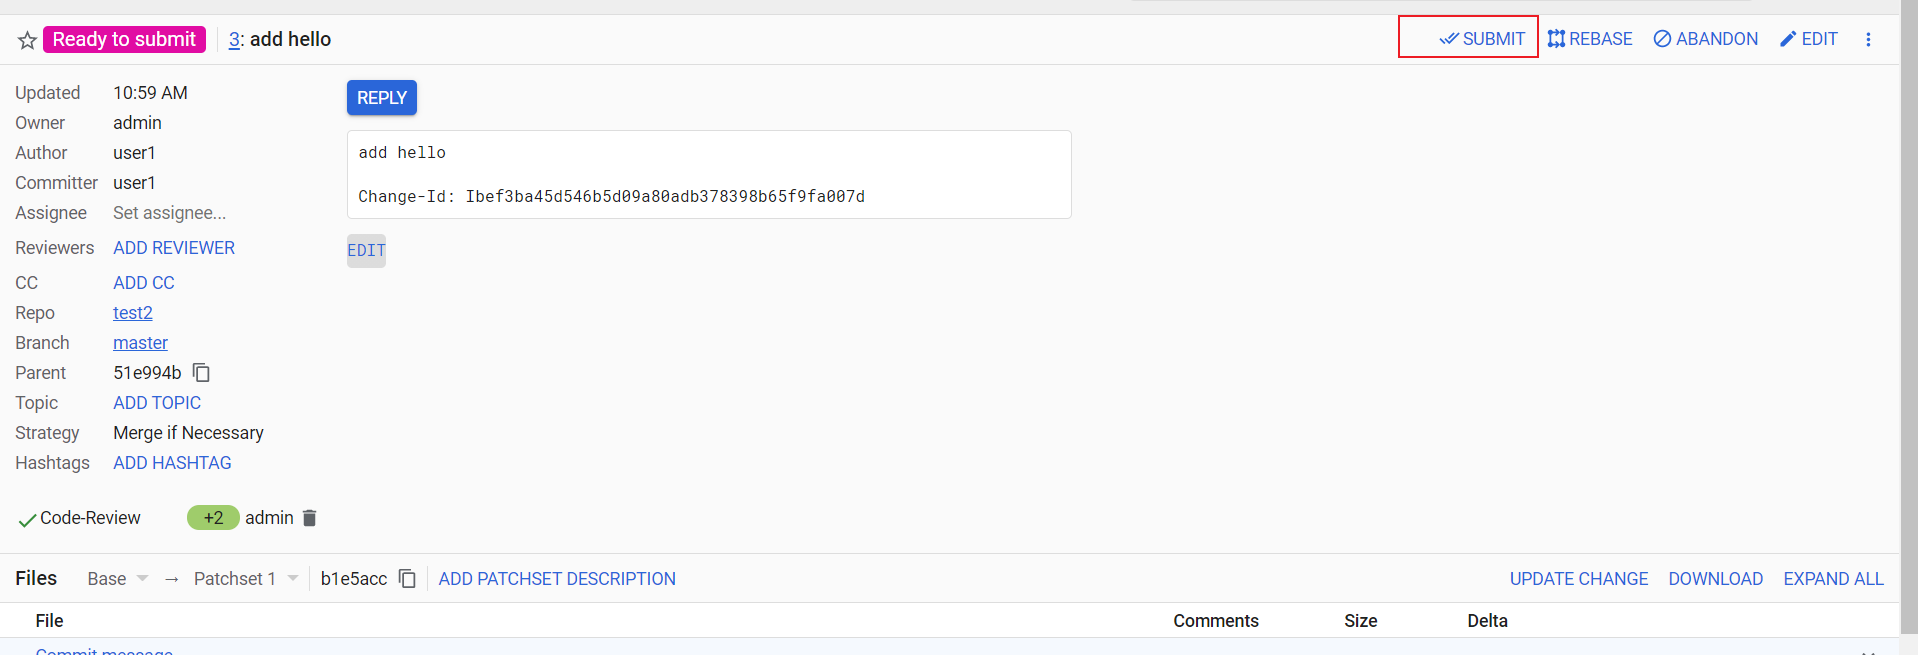 Ready to submit 3: add hello SUBMIT REBASE ABANDON EDIT
Updated 10:59 AM
REPLY
Owner admin
Author user1
add hello
Committer user1
Change-Id: Ibef3ba45d546b5d09a80adb378398b65f9fa007d
Assignee Set assignee...
Reviewers ADD REVIEWER
EDIT
CC ADD CC
Repo test2
Branch master
Parent 51e994b
Topic ADD TOPIC
Strategy Merge if Necessary
Hashtags ADD HASHTAG
Code-Review +2 admin
Files Base → Patchset 1 b1e5acc ADD PATCHSET DESCRIPTION UPDATE CHANGE DOWNLOAD EXPAND ALL
File Comments Size Delta
Commit message